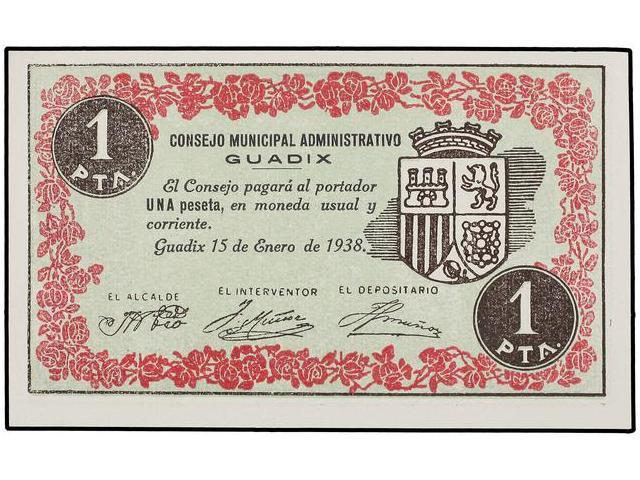 1
PTA.
CONSEJO MUNICIPAL ADMINISTRATIVO
GUADIX
El Consejo pagará al portador
UNA peseta, en moneda usual y
corriente.
Guadix 15 de Enero de 1938.
EL ALCALDE EL INTERVENTOR EL DEPOSITARIO
Muñoz
1
PTA.